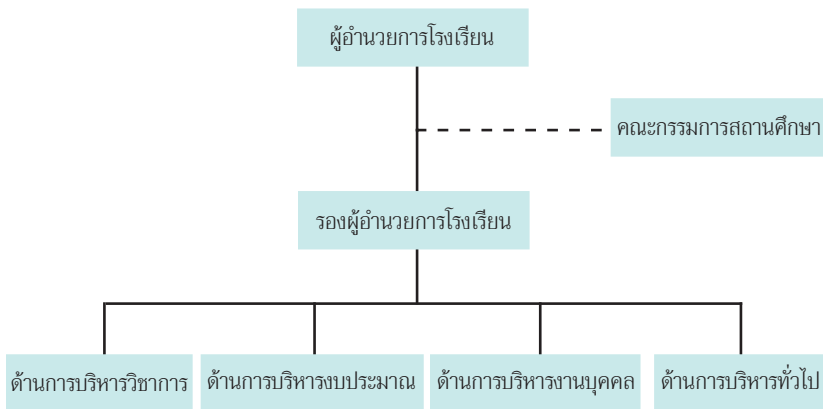 ผู้อำนวยการโรงเรียน
คณะกรรมการสถานศึกษา
รองผู้อำนวยการโรงเรียน
ด้านการบริหารวิชาการ
ด้านการบริหารงบประมาณ
ด้านการบริหารงานบุคคล
ด้านการบริหารทั่วไป